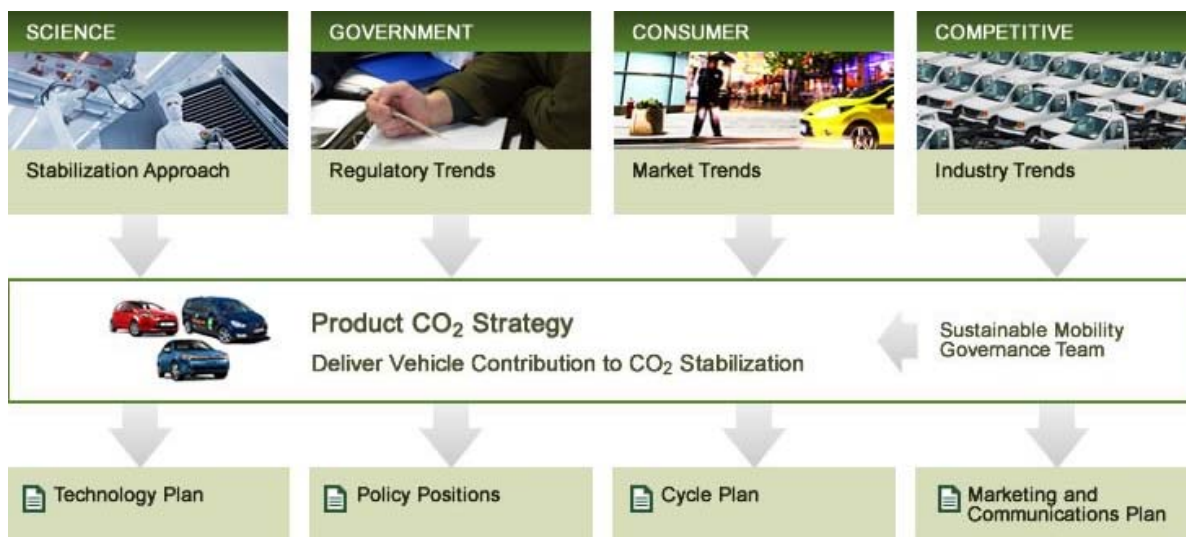 SCIENCE
Stabilization Approach
GOVERNMENT
Regulatory Trends
CONSUMER
Market Trends
COMPETITIVE
Industry Trends
Product CO₂ Strategy
Deliver Vehicle Contribution to CO₂ Stabilization
Sustainable Mobility
Governance Team
Technology Plan
Policy Positions
Cycle Plan
Marketing and
Communications Plan